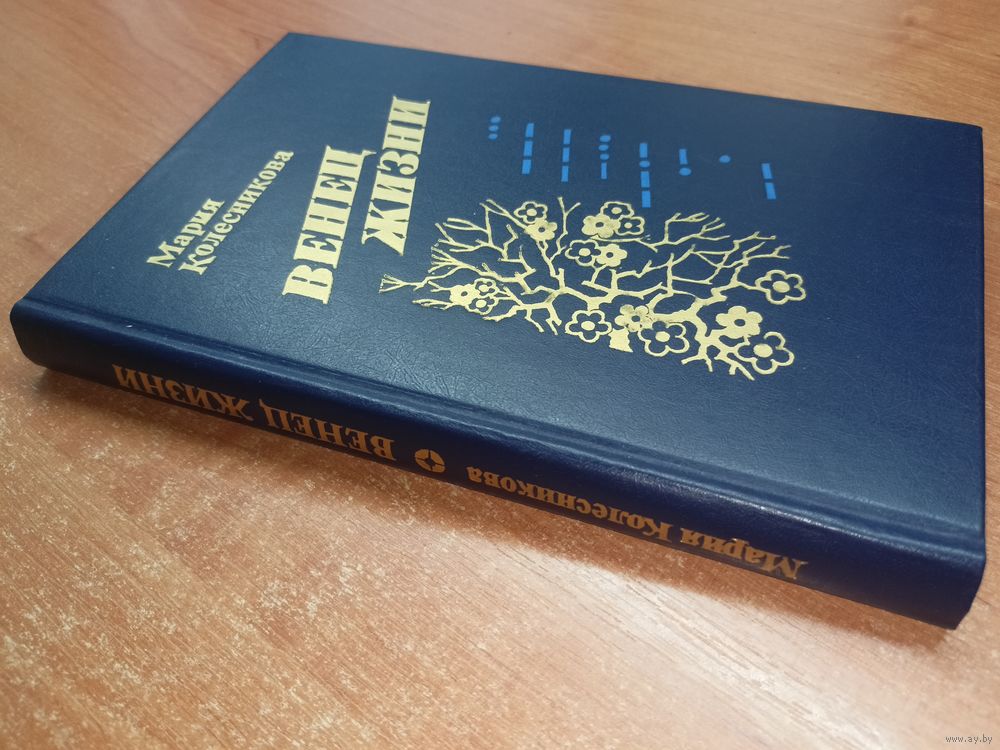 Мария
Колесникова
ВЕНЕЦ
ЖИЗНИ
Мария Колесникова ВЕНЕЦ ЖИЗНИ
www.ay.by